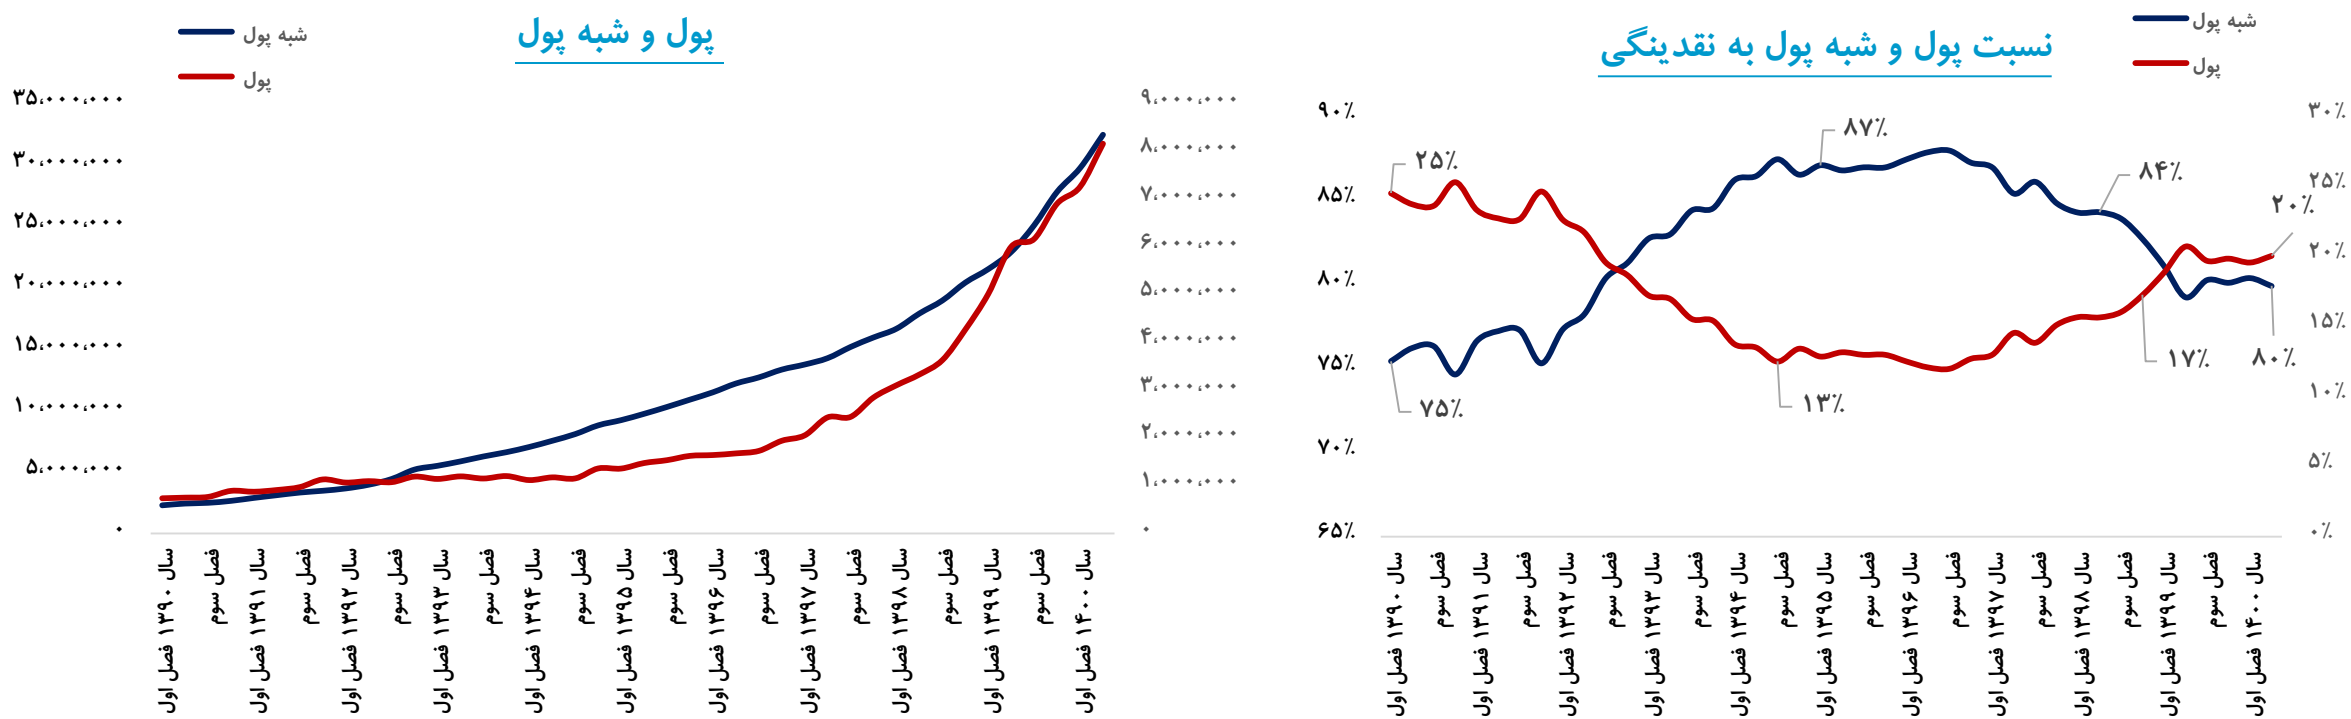 پول و شبه پول
شبه پول
پول
۳۵،۰۰۰،۰۰۰
۳۰،۰۰۰،۰۰۰
۲۵،۰۰۰،۰۰۰
۲۰،۰۰۰،۰۰۰
۱۵،۰۰۰،۰۰۰
۱۰،۰۰۰،۰۰۰
۵،۰۰۰،۰۰۰
۰
۹،۰۰۰،۰۰۰
۸،۰۰۰،۰۰۰
۷،۰۰۰،۰۰۰
۶،۰۰۰،۰۰۰
۵،۰۰۰،۰۰۰
۴،۰۰۰،۰۰۰
۳،۰۰۰،۰۰۰
۲،۰۰۰،۰۰۰
۱،۰۰۰،۰۰۰
۰
سال ۱۳۹۰ فصل اول
فصل سوم
سال ۱۳۹۱ فصل اول
فصل سوم
سال ۱۳۹۲ فصل اول
فصل سوم
سال ۱۳۹۳ فصل اول
فصل سوم
سال ۱۳۹۴ فصل اول
فصل سوم
سال ۱۳۹۵ فصل اول
فصل سوم
سال ۱۳۹۶ فصل اول
فصل سوم
سال ۱۳۹۷ فصل اول
فصل سوم
سال ۱۳۹۸ فصل اول
فصل سوم
سال ۱۳۹۹ فصل اول
فصل سوم
سال ۱۴۰۰ فصل اول
نسبت پول و شبه پول به نقدینگی
شبه پول
پول
۹۰٪
۸۵٪
۸۰٪
۷۵٪
۷۰٪
۶۵٪
۲۵٪
۷۵٪
۸۷٪
۱۳٪
۸۴٪
۱۷٪
۲۰٪
۸۰٪
۳۰٪
۲۵٪
۲۰٪
۱۵٪
۱۰٪
۵٪
۰٪
سال ۱۳۹۰ فصل اول
فصل سوم
سال ۱۳۹۱ فصل اول
فصل سوم
سال ۱۳۹۲ فصل اول
فصل سوم
سال ۱۳۹۳ فصل اول
فصل سوم
سال ۱۳۹۴ فصل اول
فصل سوم
سال ۱۳۹۵ فصل اول
فصل سوم
سال ۱۳۹۶ فصل اول
فصل سوم
سال ۱۳۹۷ فصل اول
فصل سوم
سال ۱۳۹۸ فصل اول
فصل سوم
سال ۱۳۹۹ فصل اول
فصل سوم
سال ۱۴۰۰ فصل اول